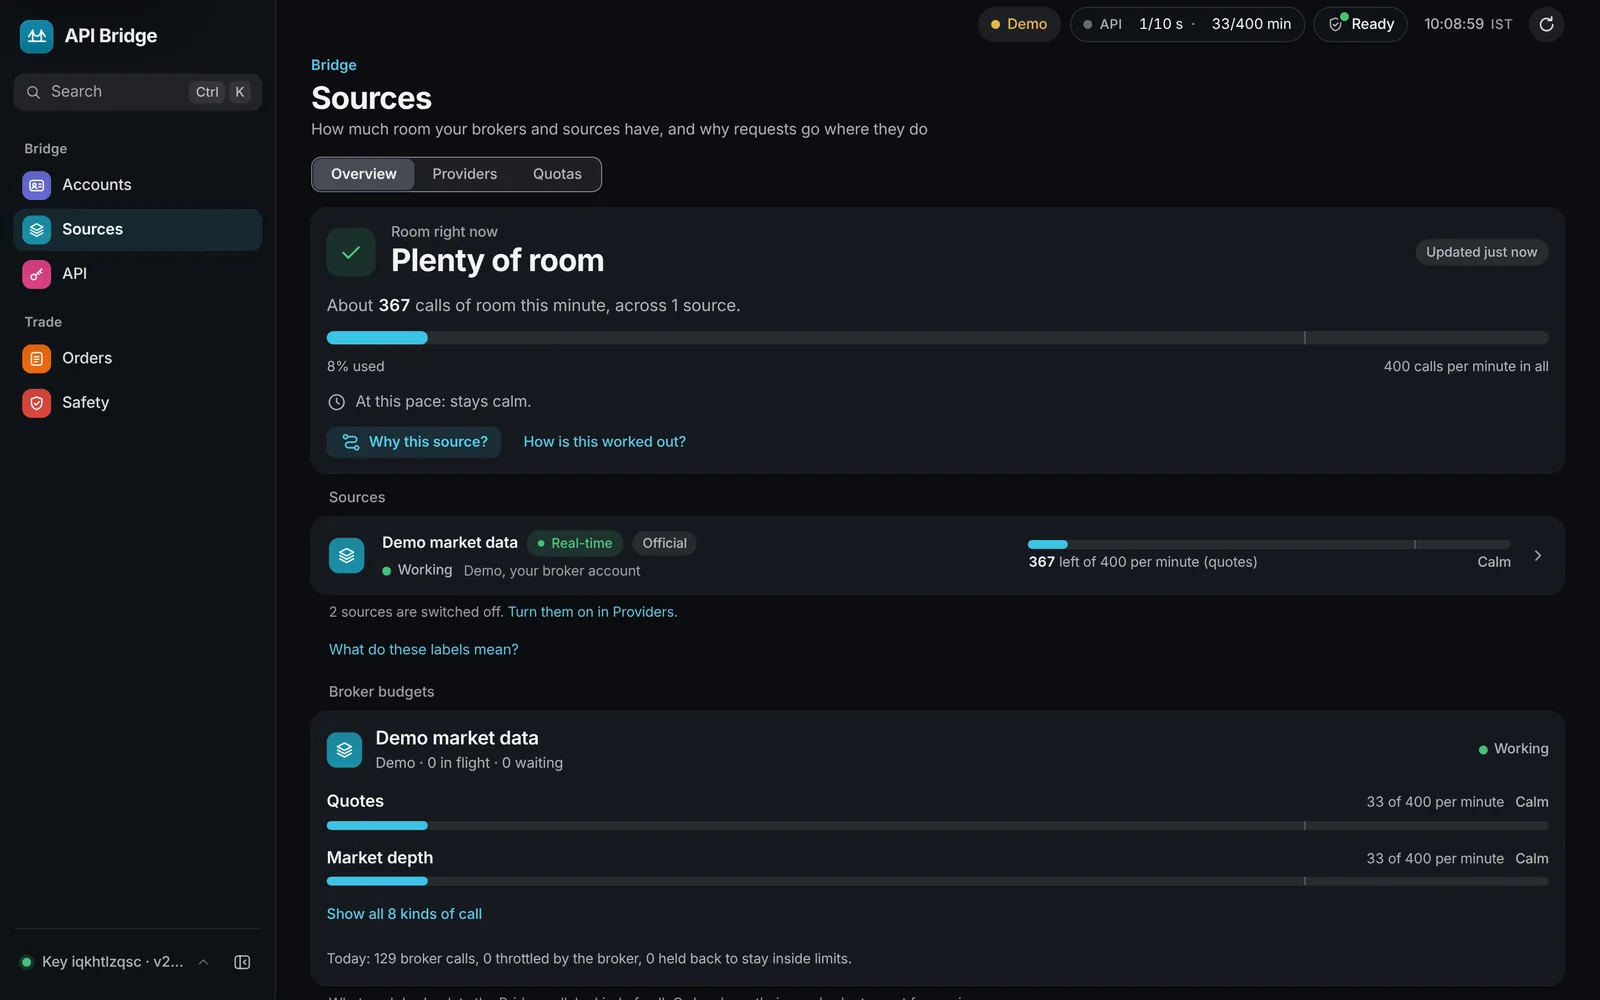 API Bridge
Search Ctrl K
Bridge
Accounts
Sources
API
Trade
Orders
Safety
Key iqkhtlzqsc · v2...
Demo
API 1/10 s · 33/400 min
Ready
10:08:59 IST
Bridge
Sources
How much room your brokers and sources have, and why requests go where they do
Overview Providers Quotas
Room right now
Plenty of room
Updated just now
About 367 calls of room this minute, across 1 source.
8% used
400 calls per minute in all
At this pace: stays calm.
Why this source? How is this worked out?
Sources
Demo market data Real-time Official
Working Demo, your broker account
367 left of 400 per minute (quotes) Calm
2 sources are switched off. Turn them on in Providers.
What do these labels mean?
Broker budgets
Demo market data
Demo · 0 in flight · 0 waiting
Working
Quotes 33 of 400 per minute Calm
Market depth 33 of 400 per minute Calm
Show all 8 kinds of call
Today: 129 broker calls, 0 throttled by the broker, 0 held back to stay inside limits.